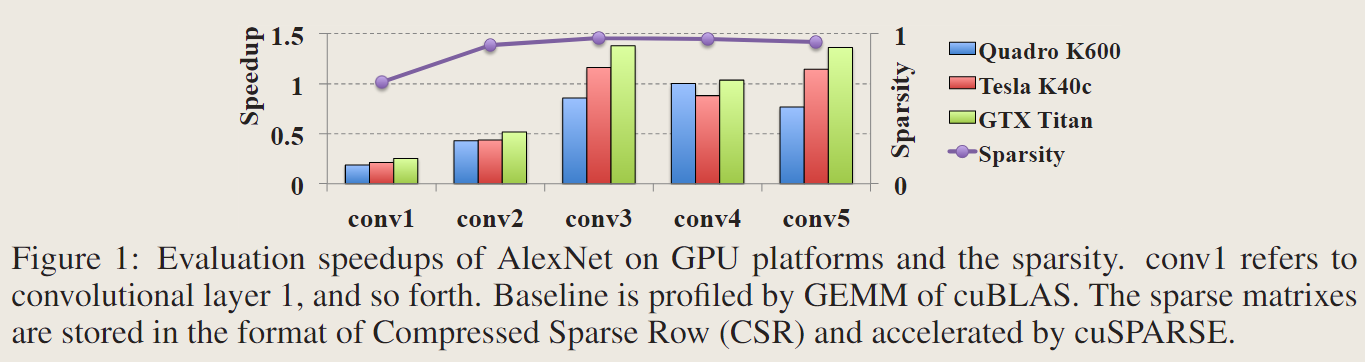 Speedup
1.5
1
0.5
0
conv1 conv2 conv3 conv4 conv5
1
0
Sparsity
Quadro K600
Tesla K40c
GTX Titan
Sparsity
Figure 1: Evaluation speedups of AlexNet on GPU platforms and the sparsity. conv1 refers to
convolutional layer 1, and so forth. Baseline is profiled by GEMM of cuBLAS. The sparse matrixes
are stored in the format of Compressed Sparse Row (CSR) and accelerated by cuSPARSE.